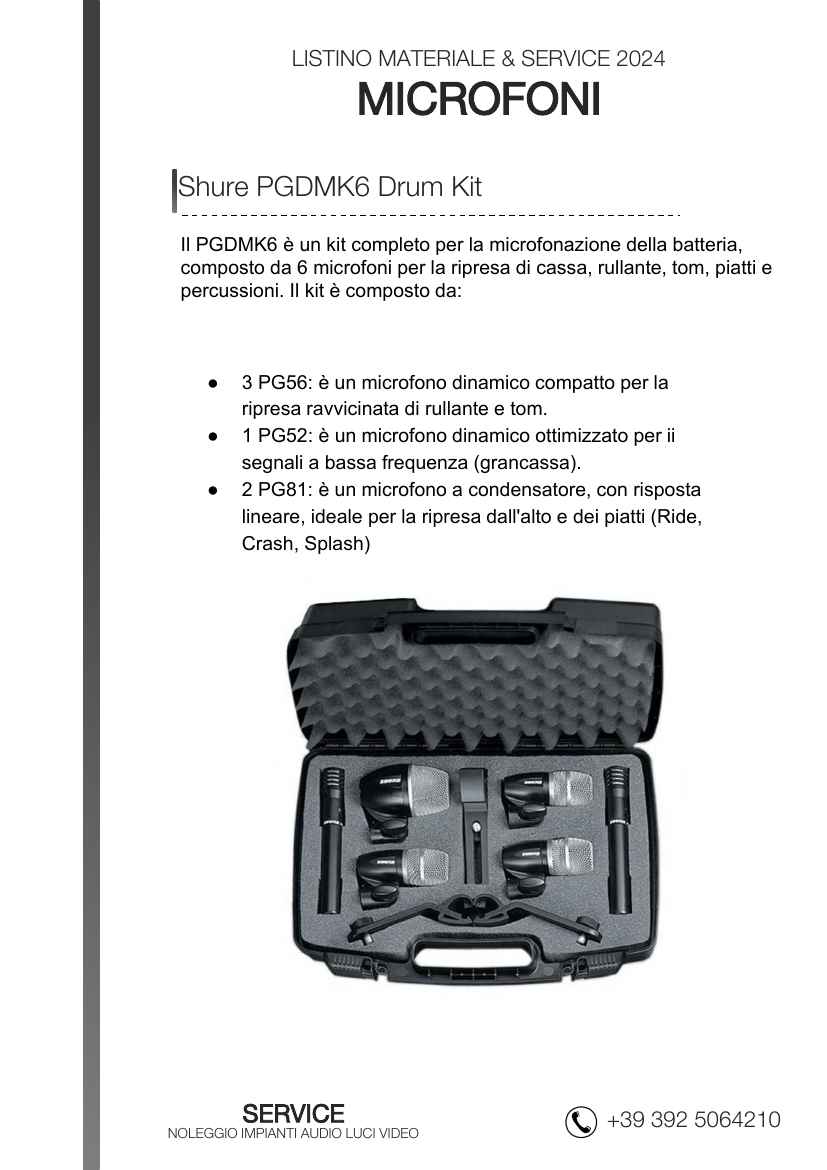 LISTINO MATERIALE & SERVICE 2024
MICROFONI
Shure PGDMK6 Drum Kit
Il PGDMK6 è un kit completo per la microfonazione della batteria,
composto da 6 microfoni per la ripresa di cassa, rullante, tom, piatti e
percussioni. Il kit è composto da:
● 3 PG56: è un microfono dinamico compatto per la
ripresa ravvicinata di rullante e tom.
● 1 PG52: è un microfono dinamico ottimizzato per ii
segnali a bassa frequenza (grancassa).
● 2 PG81: è un microfono a condensatore, con risposta
lineare, ideale per la ripresa dall'alto e dei piatti (Ride,
Crash, Splash)
SHURE
SHURE
SHURE
SHURE
SERVICE
NOLEGGIO IMPIANTI AUDIO LUCI VIDEO
+39 392 5064210